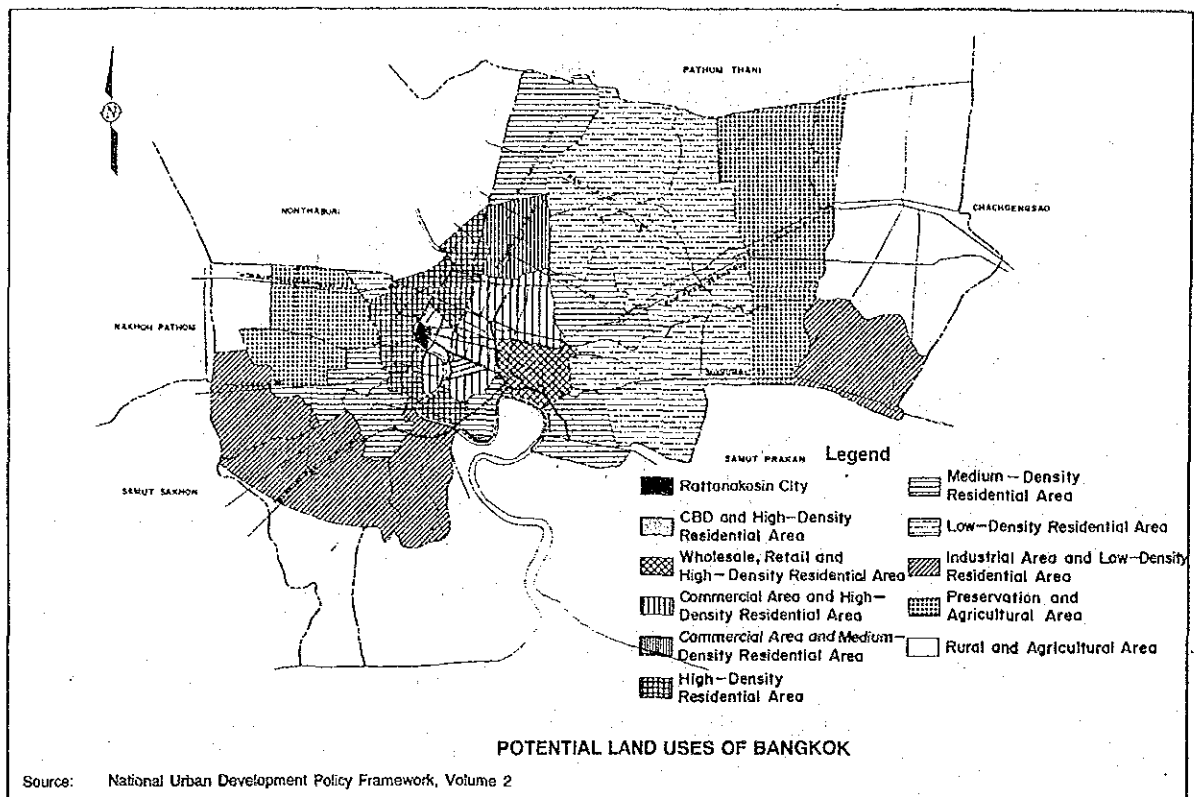 N
PATHUM THANI
NONTHABURI
CHACHOENGSAO
NAKHON PATHOM
SAMUT SAKHON
SAMUT PRAKAN
Legend
Rattanakosin City
CBD and High-Density
Residential Area
Wholesale, Retail and
High-Density Residential Area
Commercial Area and High-
Density Residential Area
Commercial Area and Medium-
Density Residential Area
High-Density
Residential Area
Medium-Density
Residential Area
Low-Density Residential Area
Industrial Area and Low-Density
Residential Area
Preservation and
Agricultural Area
Rural and Agricultural Area
POTENTIAL LAND USES OF BANGKOK
Source: National Urban Development Policy Framework, Volume 2